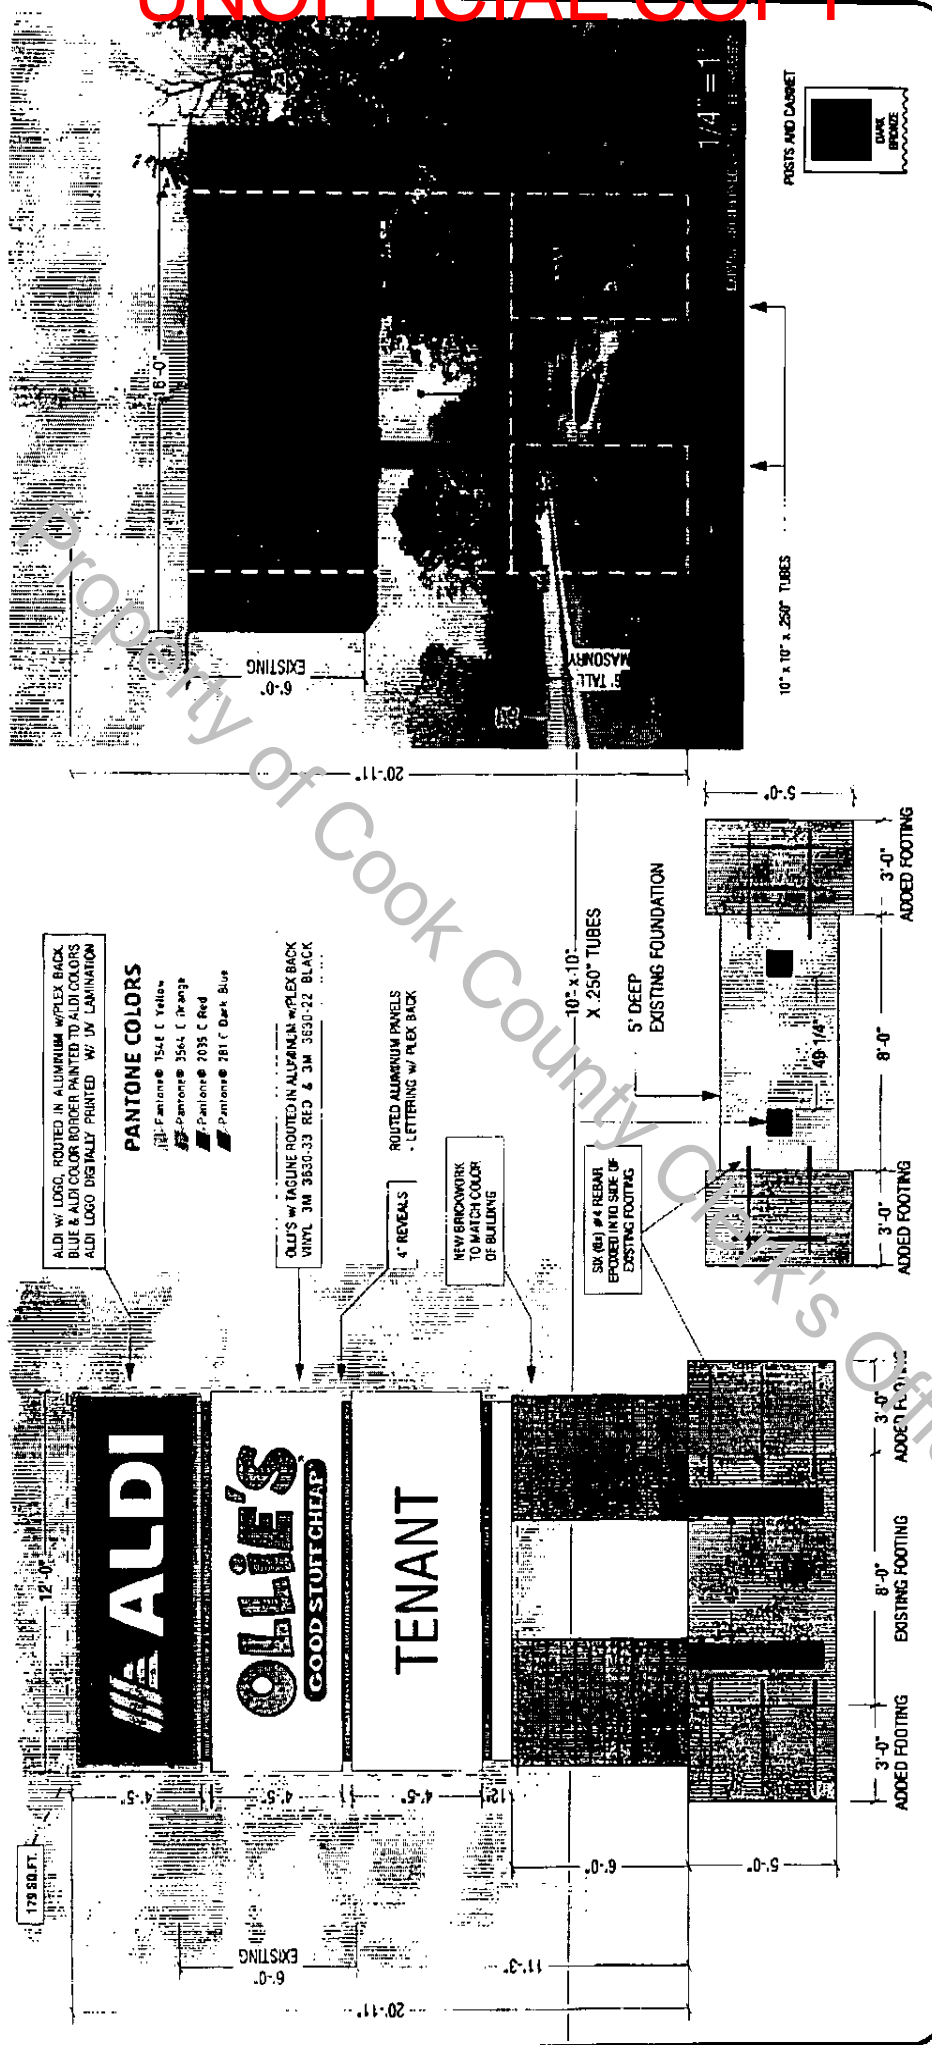 UNOFFICIAL COPY
Property of Cook County Clerk's Office
179 SQ.FT.
12'-0"
ALDI
OLLIE'S
GOOD STUFF CHEAP
TENANT
4'-5"
4'-5"
4'-5"
12"
6'-0"
5'-0"
6'-0"
EXISTING
11'-3"
20'-11"
3'-0"
ADDED FOOTING
8'-0"
EXISTING FOOTING
3'-0"
ADDED FOOTING
ALDI W/ LOGO, ROUTED IN ALUMINUM W/PLEX BACK
BLUE & ALDI COLOR BORDER PAINTED TO ALDI COLORS
ALDI LOGO DIGITALLY PRINTED W/ UV LAMINATION
PANTONE COLORS
Pantone® 7548 C Yellow
Pantone® 3564 C Orange
Pantone® 2035 C Red
Pantone® 281 C Dark Blue
OLLI'S W/ TAGLINE ROUTED IN ALUMINUM W/PLEX BACK
VINYL 3M 3630-33 RED & 3M 3630-22 BLACK
4" REVEALS
ROUTED ALUMINUM PANELS
- LETTERING W/ PLEX BACK
NEW BRICKWORK
TO MATCH COLOR
OF BUILDING
SIX (6x) #4 REBAR
EPOXIED INTO SIDE OF
EXISTING FOOTING
10" x 10"
X .250" TUBES
5' DEEP
EXISTING FOUNDATION
49 1/4"
3'-0"
ADDED FOOTING
8'-0"
3'-0"
ADDED FOOTING
5'-0"
20'-11"
16'-0"
6'-0"
EXISTING
TALL
MASONRY
10" x 10" x .250" TUBES
1/4" = 1
POSTS AND CABINET
DARK
BRONZE